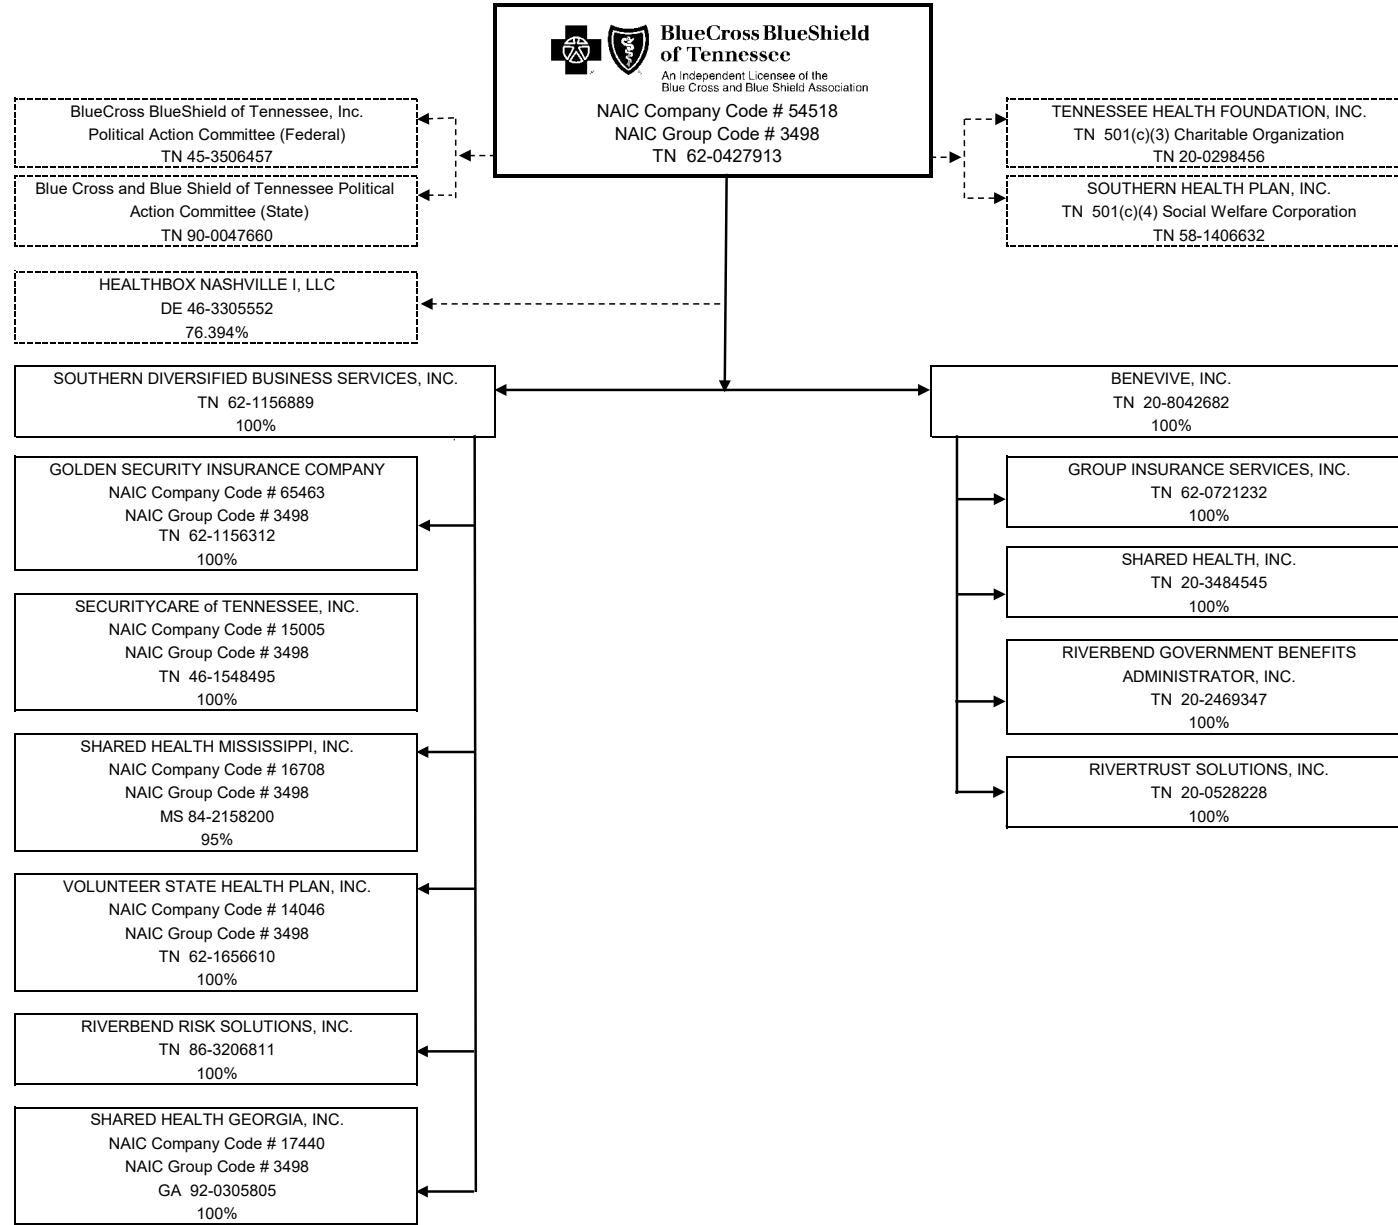 BlueCross BlueShield
of Tennessee
An Independent Licensee of the
Blue Cross and Blue Shield Association
NAIC Company Code # 54518
NAIC Group Code # 3498
TN 62-0427913
BlueCross BlueShield of Tennessee, Inc.
Political Action Committee (Federal)
TN 45-3506457
Blue Cross and Blue Shield of Tennessee Political
Action Committee (State)
TN 90-0047660
TENNESSEE HEALTH FOUNDATION, INC.
TN 501(c)(3) Charitable Organization
TN 20-0298456
SOUTHERN HEALTH PLAN, INC.
TN 501(c)(4) Social Welfare Corporation
TN 58-1406632
HEALTHBOX NASHVILLE I, LLC
DE 46-3305552
76.394%
SOUTHERN DIVERSIFIED BUSINESS SERVICES, INC.
TN 62-1156889
100%
GOLDEN SECURITY INSURANCE COMPANY
NAIC Company Code # 65463
NAIC Group Code # 3498
TN 62-1156312
100%
SECURITYCARE of TENNESSEE, INC.
NAIC Company Code # 15005
NAIC Group Code # 3498
TN 46-1548495
100%
SHARED HEALTH MISSISSIPPI, INC.
NAIC Company Code # 16708
NAIC Group Code # 3498
MS 84-2158200
95%
VOLUNTEER STATE HEALTH PLAN, INC.
NAIC Company Code # 14046
NAIC Group Code # 3498
TN 62-1656610
100%
RIVERBEND RISK SOLUTIONS, INC.
TN 86-3206811
100%
SHARED HEALTH GEORGIA, INC.
NAIC Company Code # 17440
NAIC Group Code # 3498
GA 92-0305805
100%
BENEVIVE, INC.
TN 20-8042682
100%
GROUP INSURANCE SERVICES, INC.
TN 62-0721232
100%
SHARED HEALTH, INC.
TN 20-3484545
100%
RIVERBEND GOVERNMENT BENEFITS
ADMINISTRATOR, INC.
TN 20-2469347
100%
RIVERTRUST SOLUTIONS, INC.
TN 20-0528228
100%